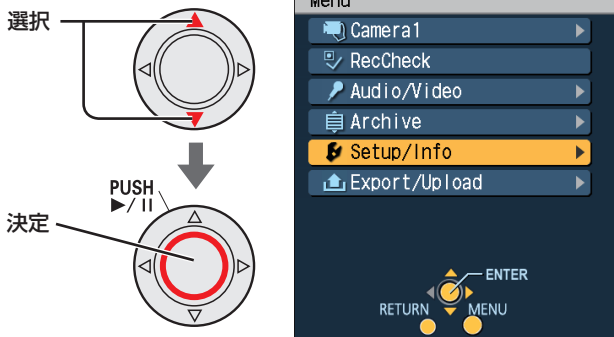 選択
PUSH
▶/II
決定
Menu
Camera1
RecCheck
Audio/Video
Archive
Setup/Info
Export/Upload
ENTER
RETURN
MENU